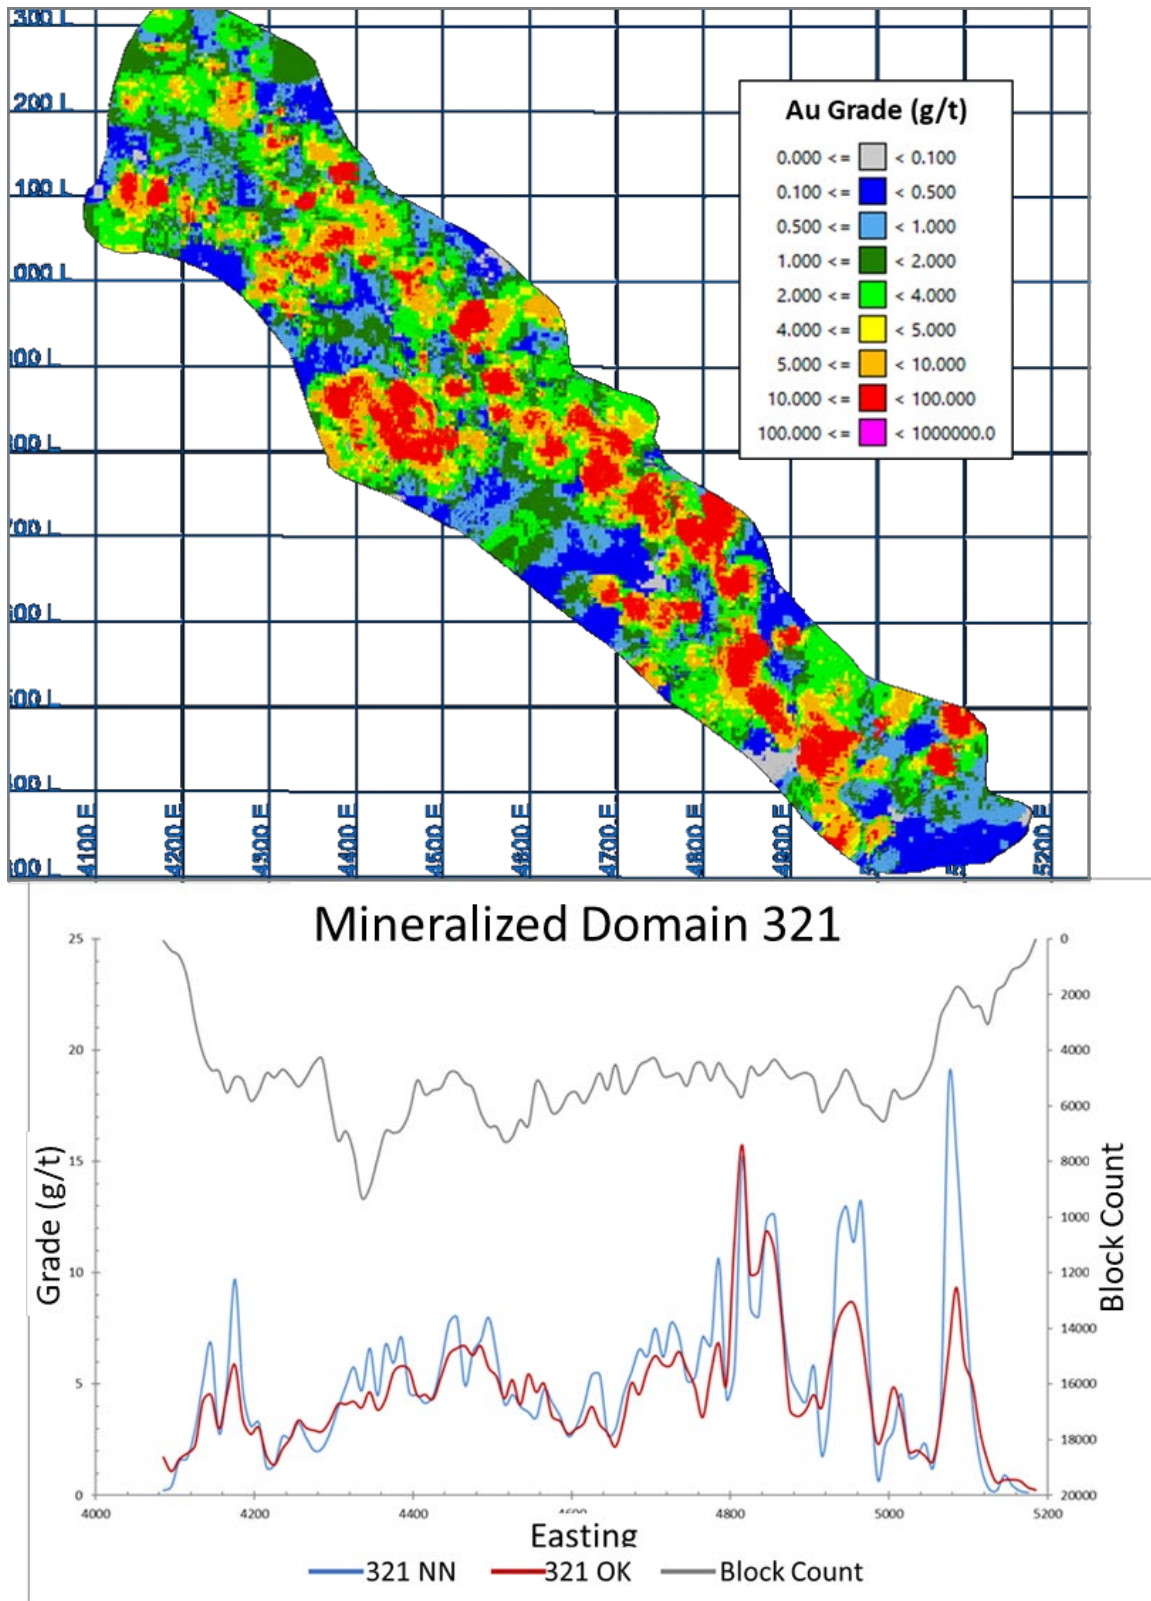 300 L
200 L
Au Grade (g/t)
0.000 <= < 0.100
0.100 <= < 0.500
100 L
0.500 <= < 1.000
1.000 <= < 2.000
000 L
2.000 <= < 4.000
4.000 <= < 5.000
5.000 <= < 10.000
10.000 <= < 100.000
100.000 <= < 1000000.0
4100 E
4200 E
4300 E
4400 E
4500 E
4600 E
4700 E
4800 E
4900 E
5200 E
Mineralized Domain 321
25
20
15
10
5
0
Grade (g/t)
0
2000
4000
6000
8000
1000
1200
14000
16000
18000
20000
Block Count
4000
4200
4400
4600
4800
5000
5200
Easting
321 NN
321 OK
Block Count